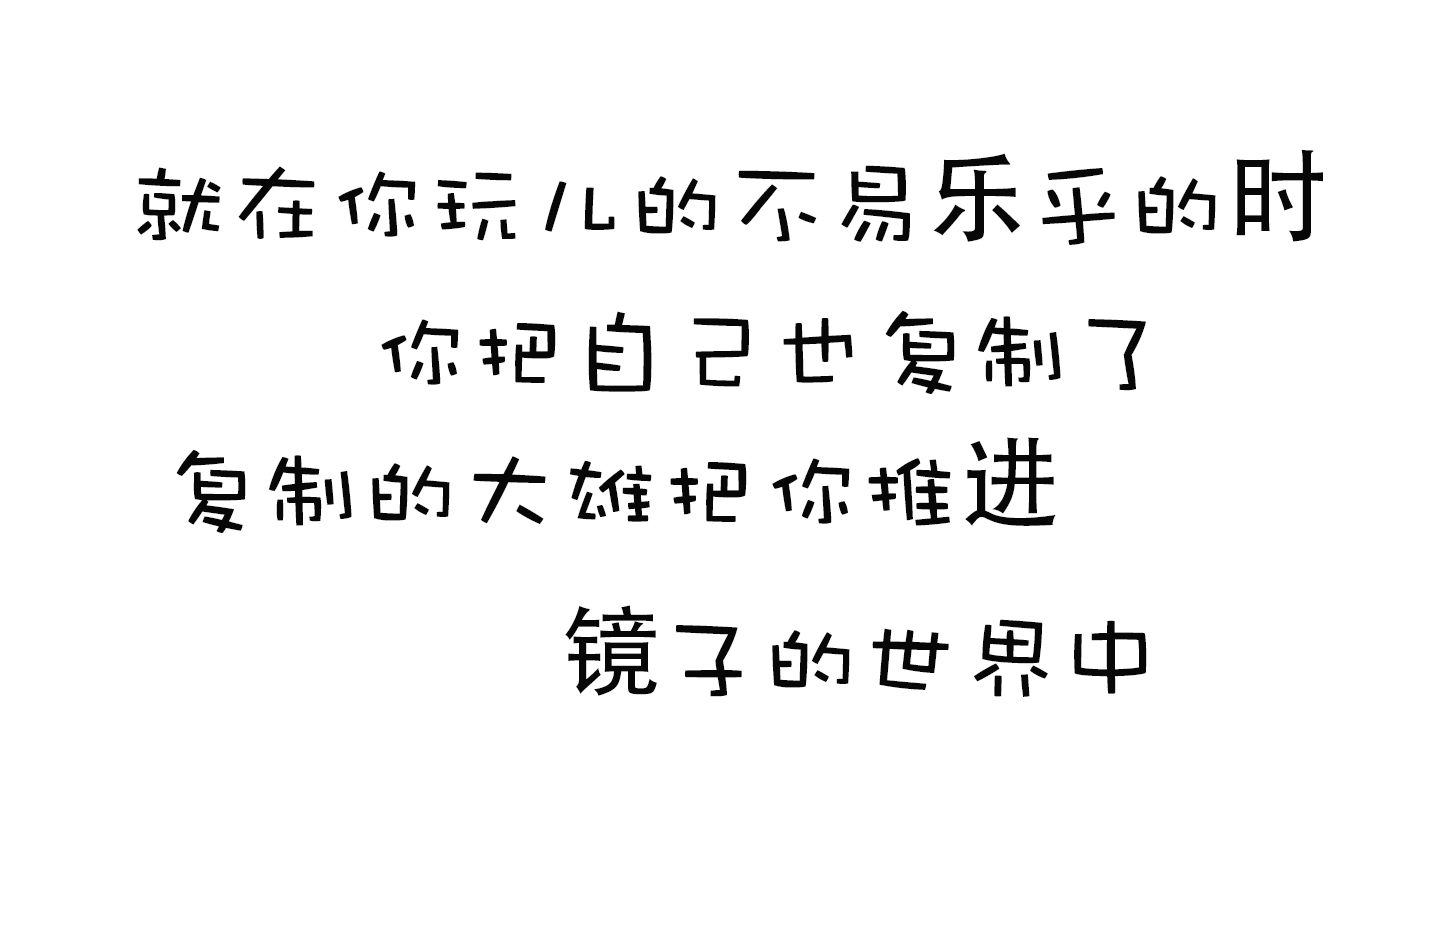 就在你玩儿的不易乐乎的时
你把自己也复制了
复制的大雄把你推进
镜子的世界中